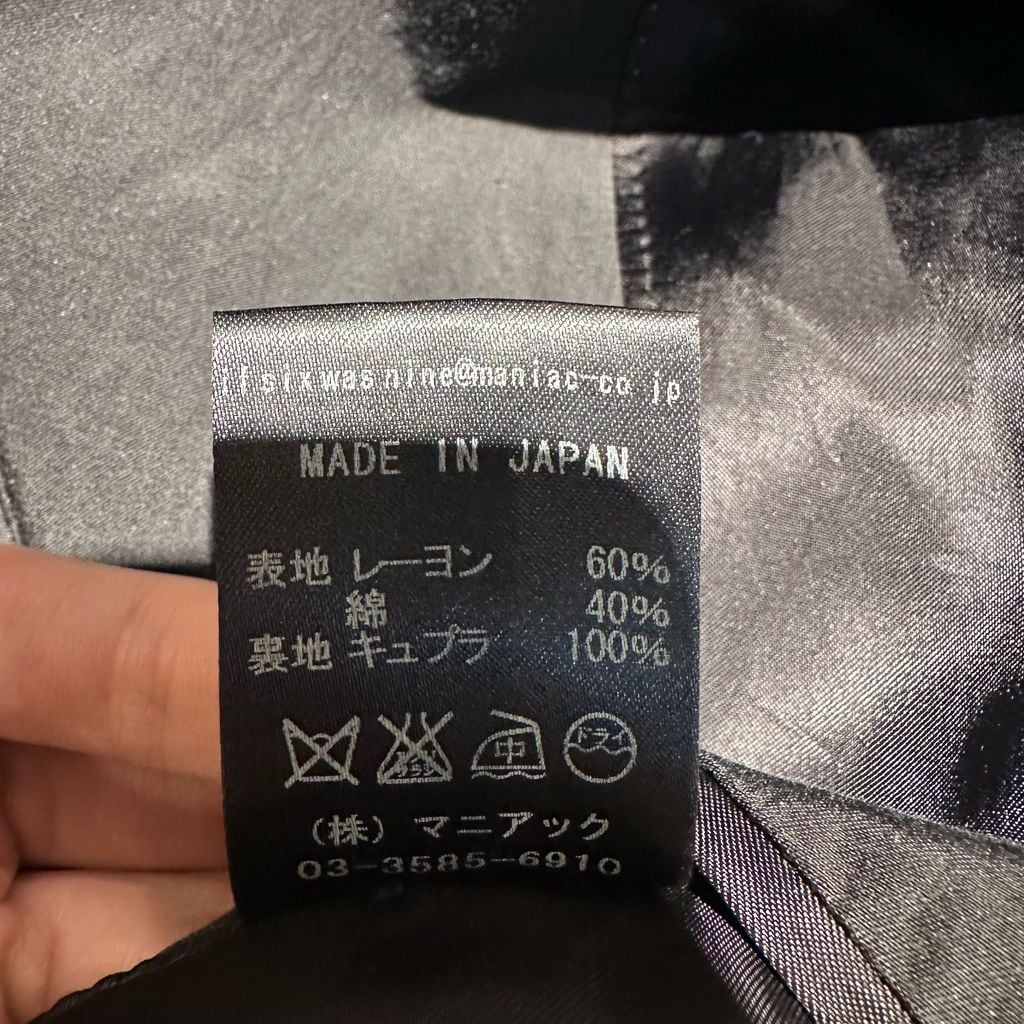 ifsixwasnine@maniac-co.jp
MADE IN JAPAN
表地 レーヨン 60%
綿 40%
裏地 キュプラ 100%
中 ドライ
(株) マニアック
03-3585-6910